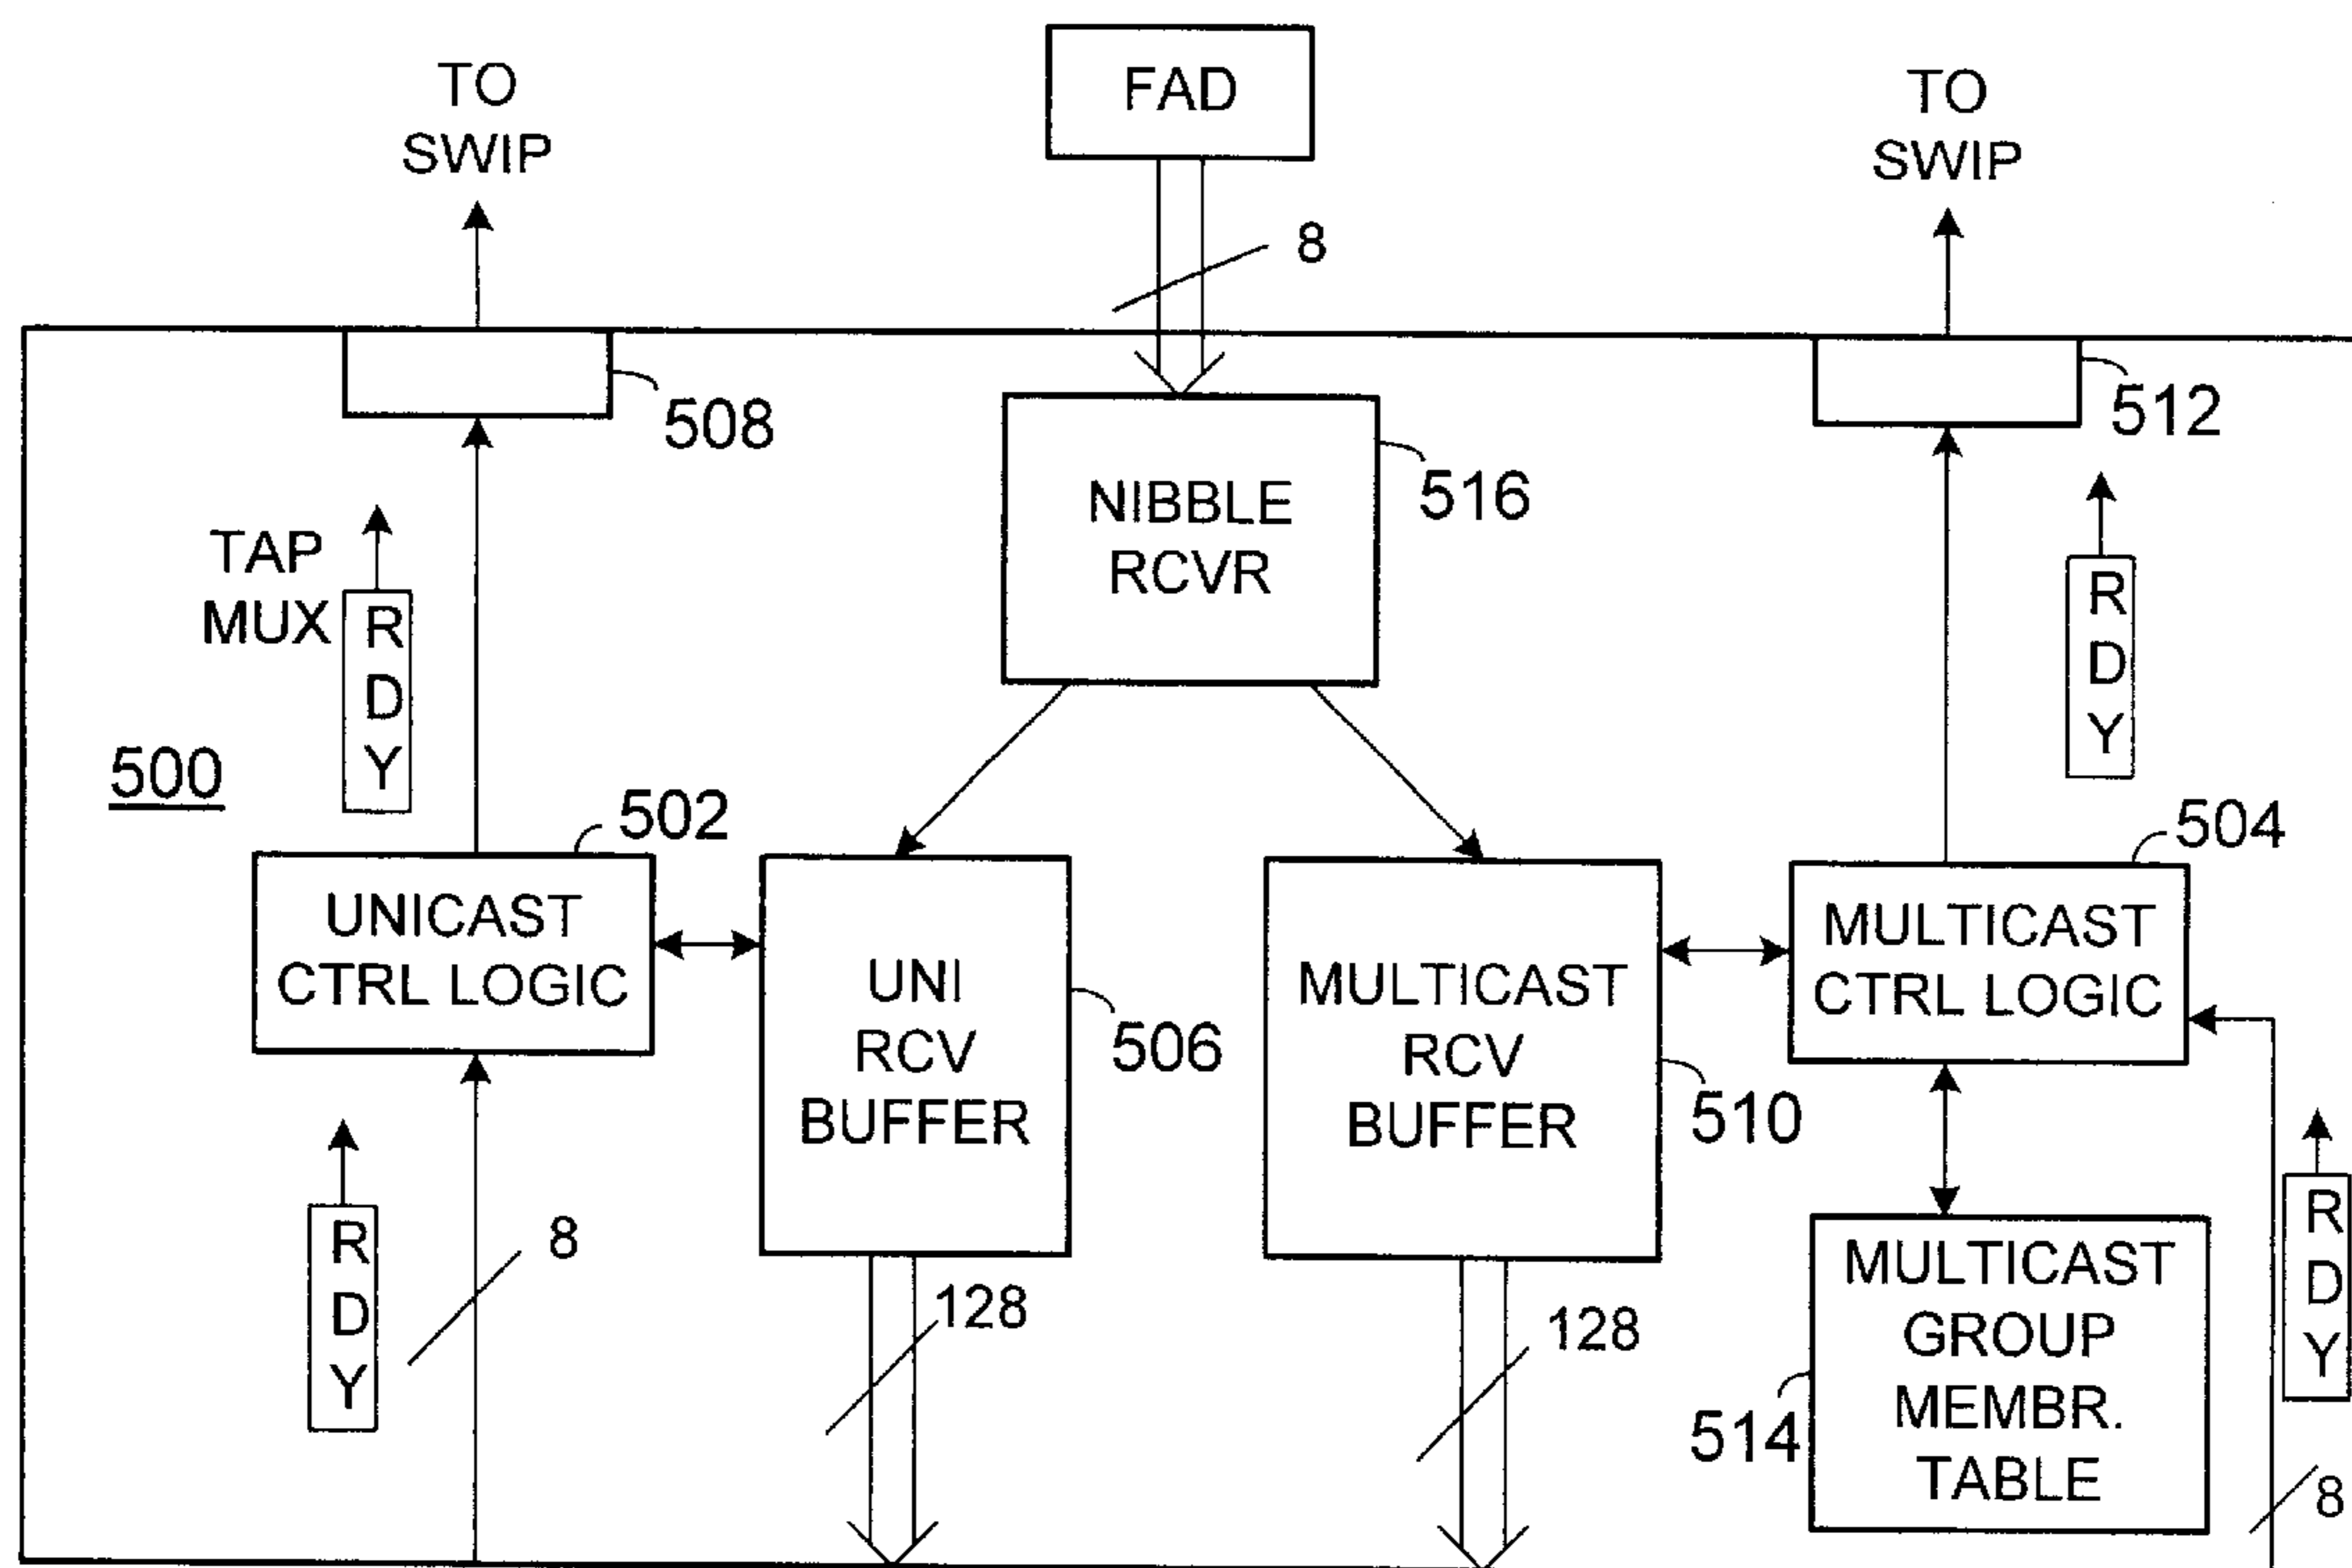 TO
SWIP
FAD
TO
SWIP
8
508
512
NIBBLE
RCVR
516
TAP
MUX
R
D
Y
R
D
Y
500
502
504
UNICAST
CTRL LOGIC
UNI
RCV
BUFFER
506
MULTICAST
RCV
BUFFER
510
MULTICAST
CTRL LOGIC
R
D
Y
8
128
128
MULTICAST
GROUP
MEMBR.
TABLE
514
R
D
Y
8